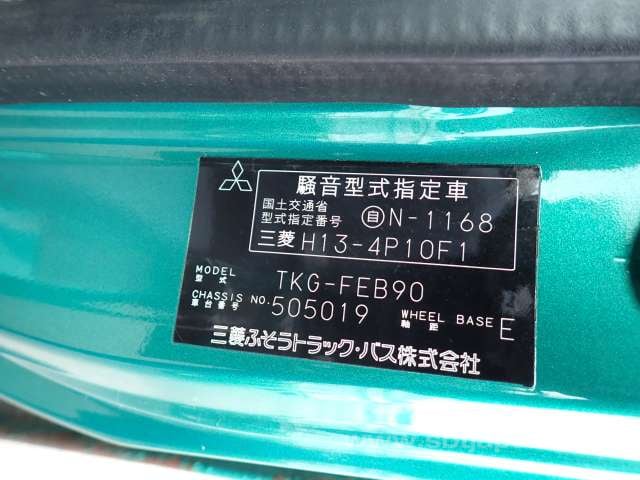 騒音型式指定車
国土交通省
型式指定番号 自N-1168
三菱 H13-4P10F1
MODEL
型式 TKG-FEB90
CHASSIS NO.
車台番号 505019 WHEEL BASE
軸距 E
三菱ふそうトラック・バス株式会社